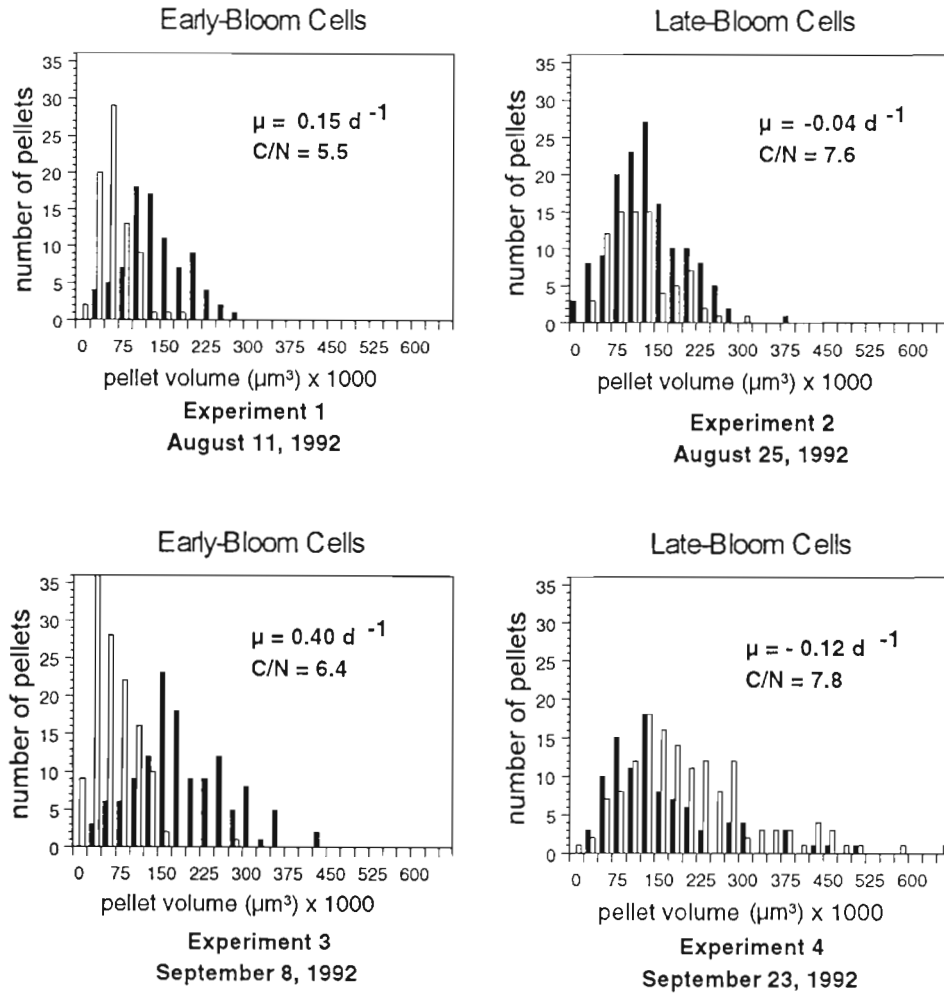 Early-Bloom Cells
number of pellets
35
30
25
20
15
10
5
0
μ = 0.15 d -1
C/N = 5.5
0 75 150 225 300 375 450 525 600
pellet volume (μm³) x 1000
Experiment 1
August 11, 1992
Late-Bloom Cells
number of pellets
35
30
25
20
15
10
5
0
μ = -0.04 d -1
C/N = 7.6
0 75 150 225 300 375 450 525 600
pellet volume (μm³) x 1000
Experiment 2
August 25, 1992
Early-Bloom Cells
number of pellets
35
30
25
20
15
10
5
0
μ = 0.40 d -1
C/N = 6.4
0 75 150 225 300 375 450 525 600
pellet volume (μm³) x 1000
Experiment 3
September 8, 1992
Late-Bloom Cells
number of pellets
35
30
25
20
15
10
5
0
μ = - 0.12 d -1
C/N = 7.8
0 75 150 225 300 375 450 525 600
pellet volume (μm³) x 1000
Experiment 4
September 23, 1992